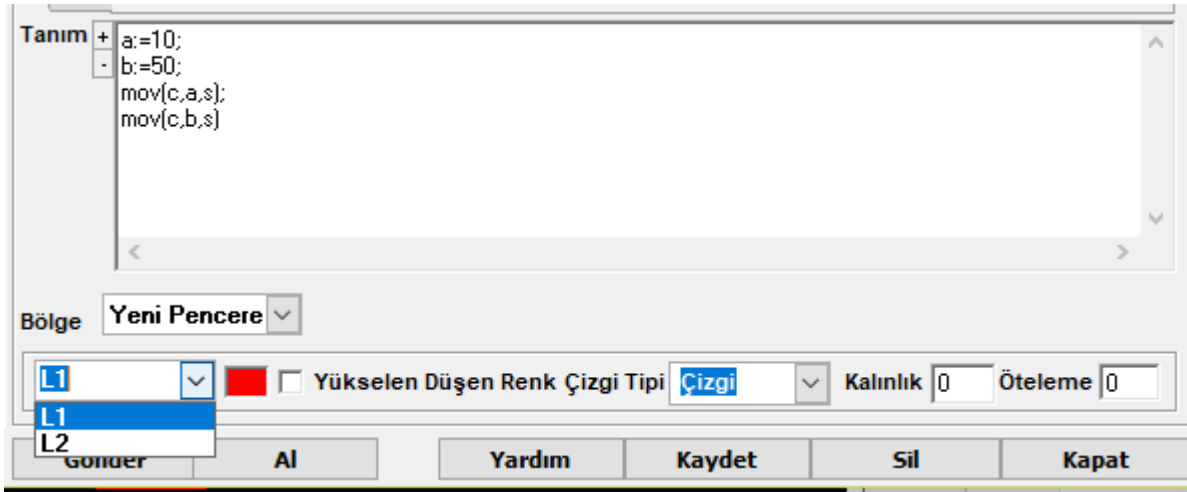 Tanım + a:=10;
- b:=50;
mov(c,a,s);
mov(c,b,s)
Bölge Yeni Pencere
L1 Yükselen Düşen Renk Çizgi Tipi Çizgi Kalınlık 0 Öteleme 0
L1
L2
Gönder Al Yardım Kaydet Sil Kapat